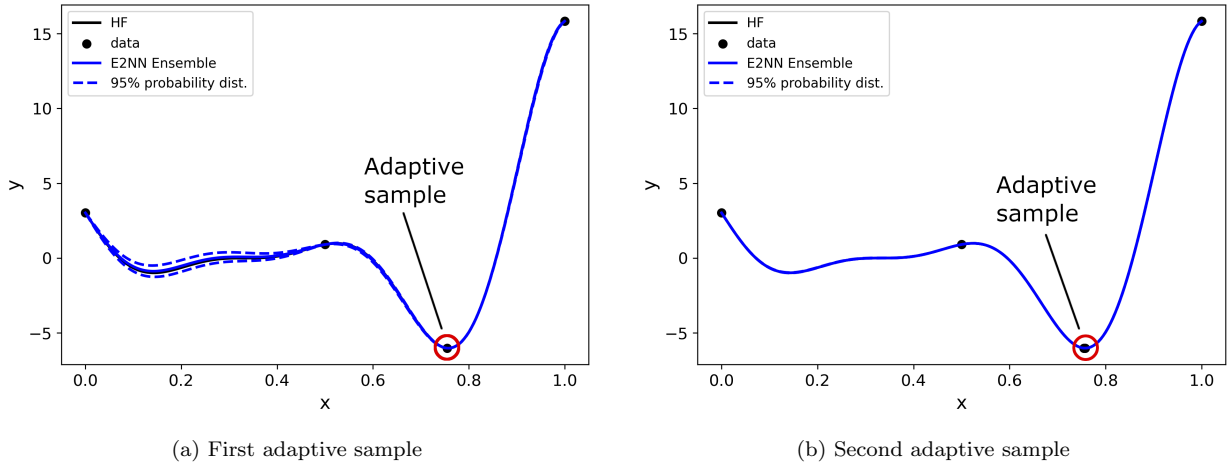 HF
data
E2NN Ensemble
95% probability dist.
Adaptive
sample
15
10
5
0
−5
y
0.0 0.2 0.4 0.6 0.8 1.0
x
(a) First adaptive sample
HF
data
E2NN Ensemble
95% probability dist.
Adaptive
sample
15
10
5
0
−5
y
0.0 0.2 0.4 0.6 0.8 1.0
x
(b) Second adaptive sample